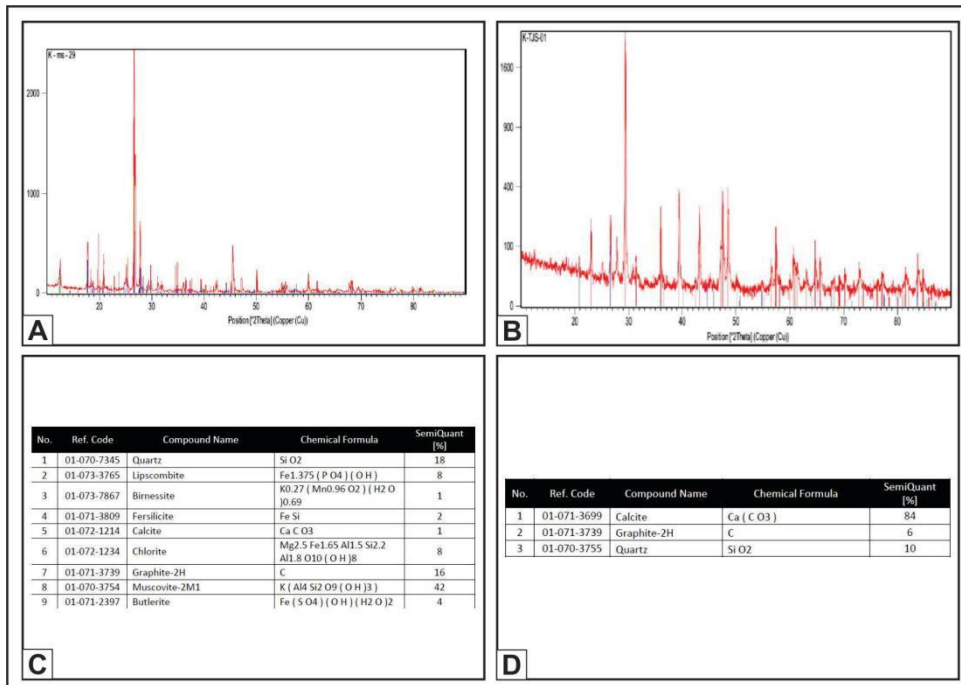 K - ms - 29
2000
1000
0
20 30 40 50 60 70 80
Position [°2Theta] (Copper (Cu))
A
K-TJS-01
1600
900
400
100
0
20 30 40 50 60 70 80
Position [°2Theta] (Copper (Cu))
B
No. Ref. Code Compound Name Chemical Formula SemiQuant
[%]
1 01-070-7345 Quartz Si O2 18
2 01-073-3765 Lipscombite Fe1.375 ( P O4 ) ( O H ) 8
3 01-073-7867 Birnessite K0.27 ( Mn0.96 O2 ) ( H2 O
)0.69 1
4 01-071-3809 Fersilicite Fe Si 2
5 01-072-1214 Calcite Ca C O3 1
6 01-072-1234 Chlorite Mg2.5 Fe1.65 Al1.5 Si2.2
Al1.8 O10 ( O H )8 8
7 01-071-3739 Graphite-2H C 16
8 01-070-3754 Muscovite-2M1 K ( Al4 Si2 O9 ( O H )3 ) 42
9 01-071-2397 Butlerite Fe ( S O4 ) ( O H ) ( H2 O )2 4
C
No. Ref. Code Compound Name Chemical Formula SemiQuant
[%]
1 01-071-3699 Calcite Ca ( C O3 ) 84
2 01-071-3739 Graphite-2H C 6
3 01-070-3755 Quartz Si O2 10
D